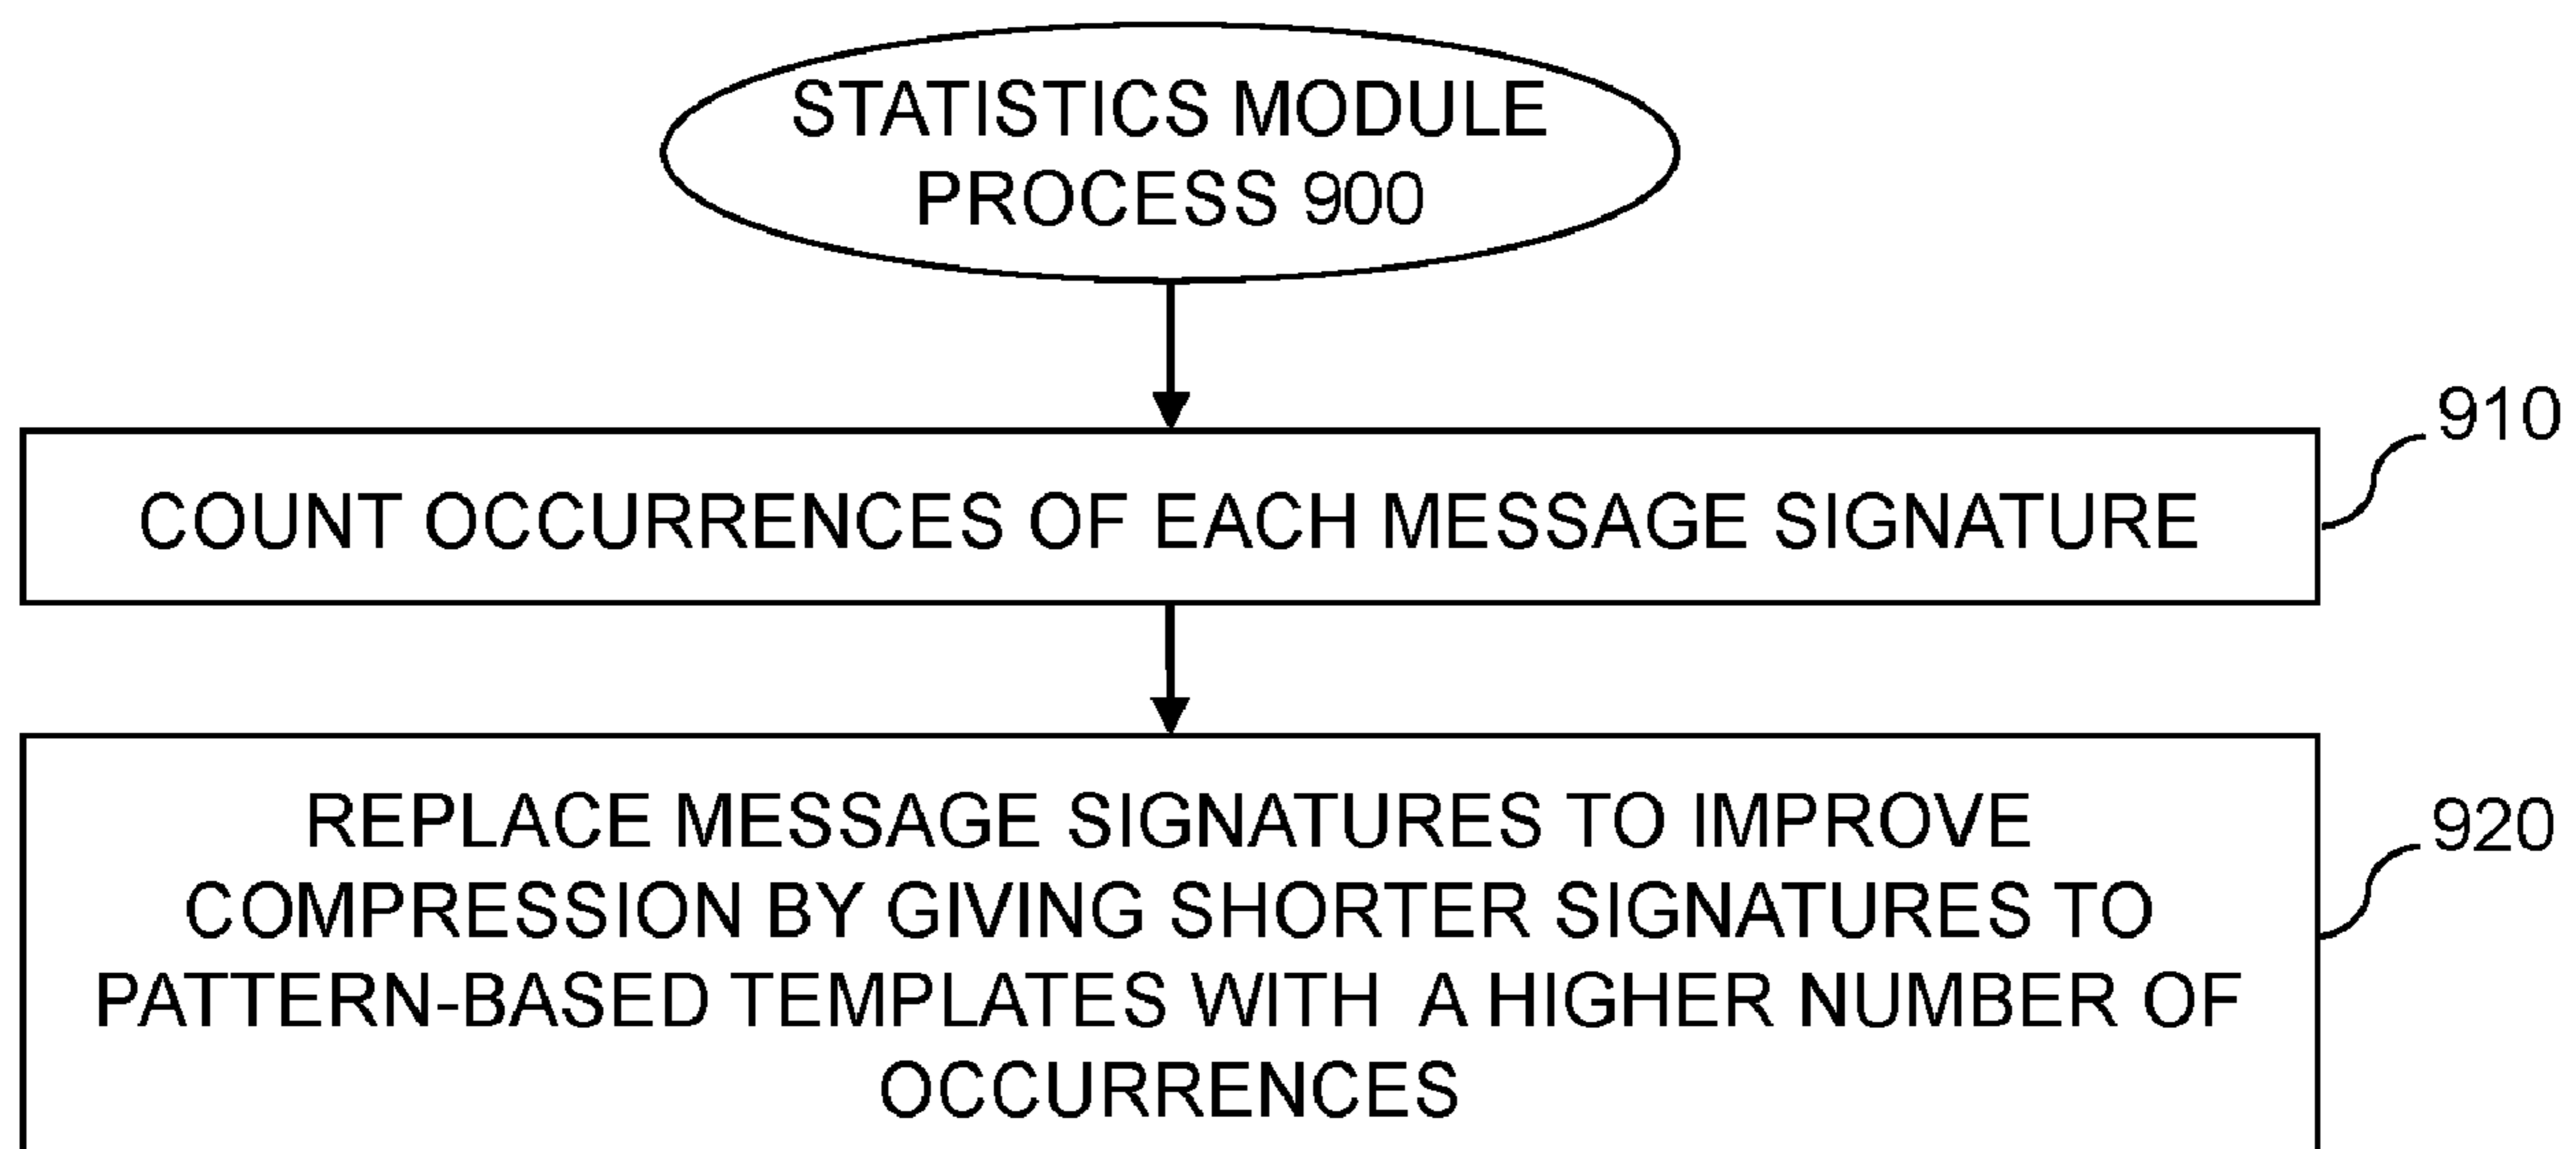 STATISTICS MODULE
PROCESS 900
910
COUNT OCCURRENCES OF EACH MESSAGE SIGNATURE
920
REPLACE MESSAGE SIGNATURES TO IMPROVE
COMPRESSION BY GIVING SHORTER SIGNATURES TO
PATTERN-BASED TEMPLATES WITH A HIGHER NUMBER OF
OCCURRENCES